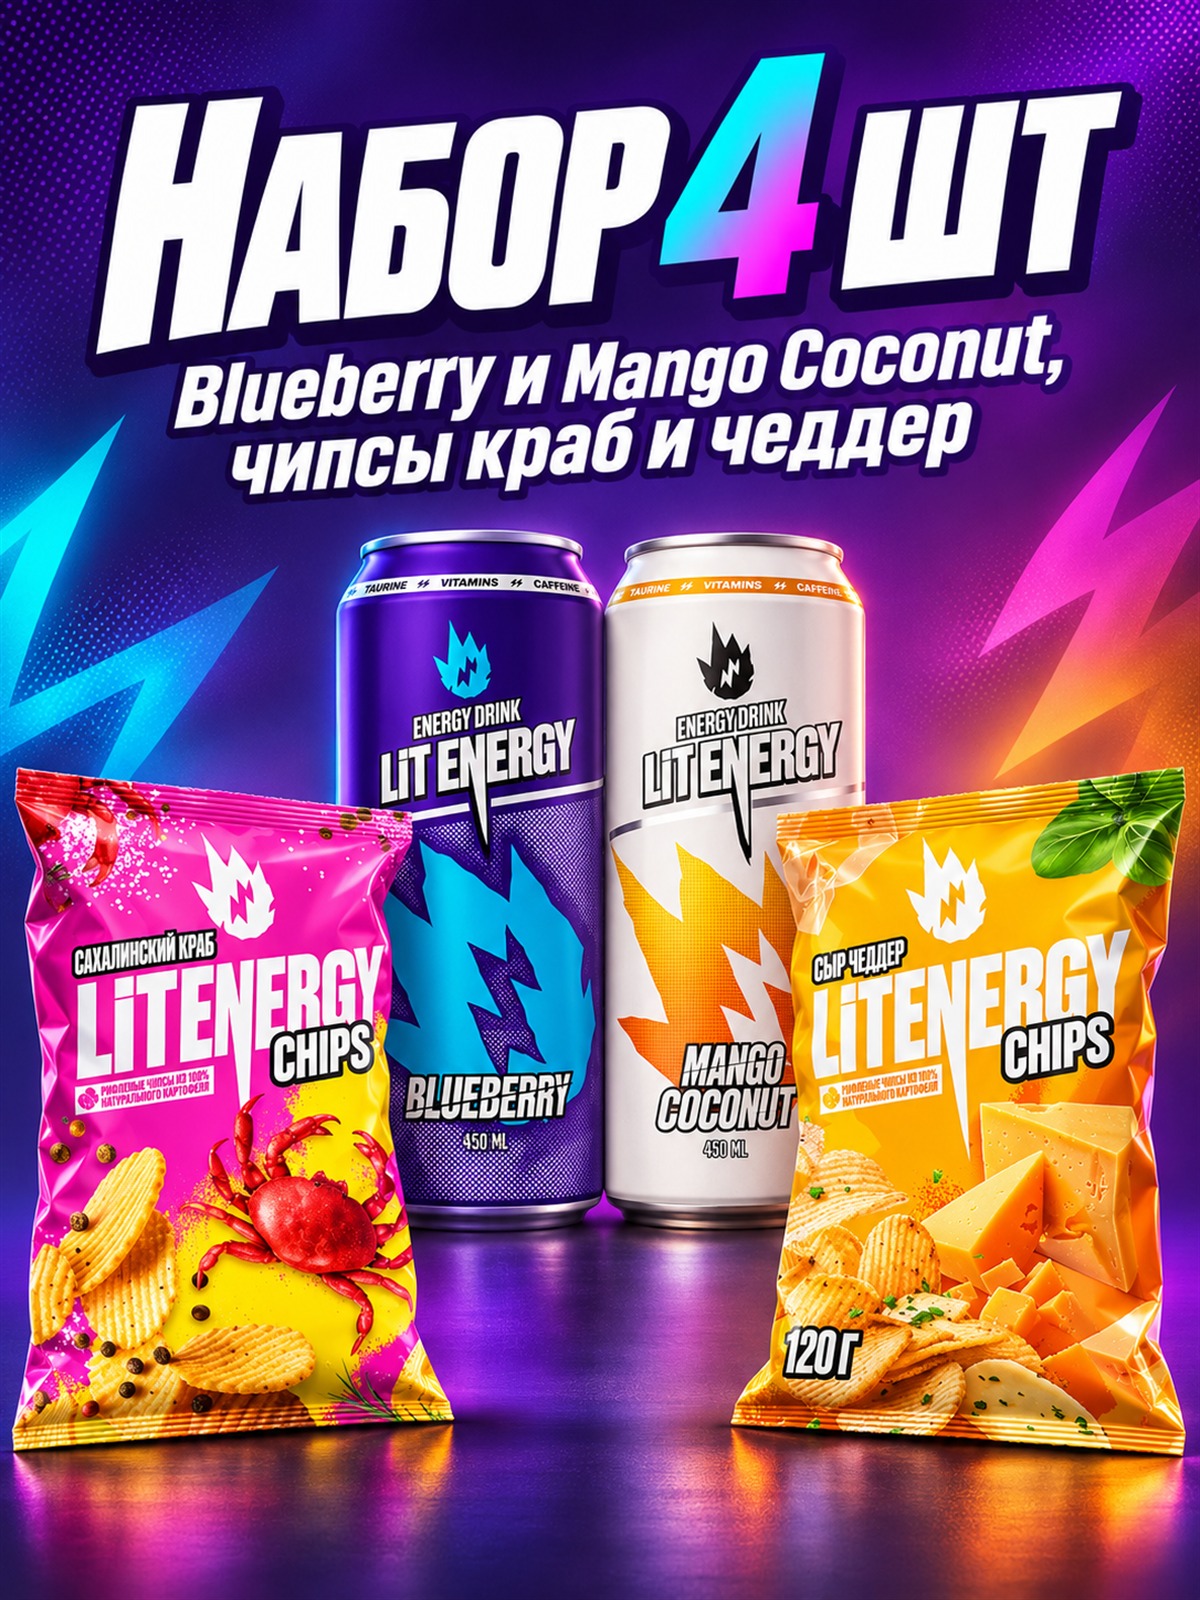 НАБОР 4 ШТ
Blueberry и Mango Coconut,
чипсы краб и чеддер
TAURINE VITAMINS CAFFEINE
ENERGY DRINK
LiT ENERGY
BLUEBERRY
450 ML
TAURINE VITAMINS CAFFEINE
ENERGY DRINK
LiT ENERGY
MANGO
COCONUT
450 ML
САХАЛИНСКИЙ КРАБ
LiTENERGY
CHIPS
РИФЛЕНЫЕ ЧИПСЫ ИЗ 100%
НАТУРАЛЬНОГО КАРТОФЕЛЯ
СЫР ЧЕДДЕР
LiTENERGY
CHIPS
РИФЛЕНЫЕ ЧИПСЫ ИЗ 100%
НАТУРАЛЬНОГО КАРТОФЕЛЯ
120 Г